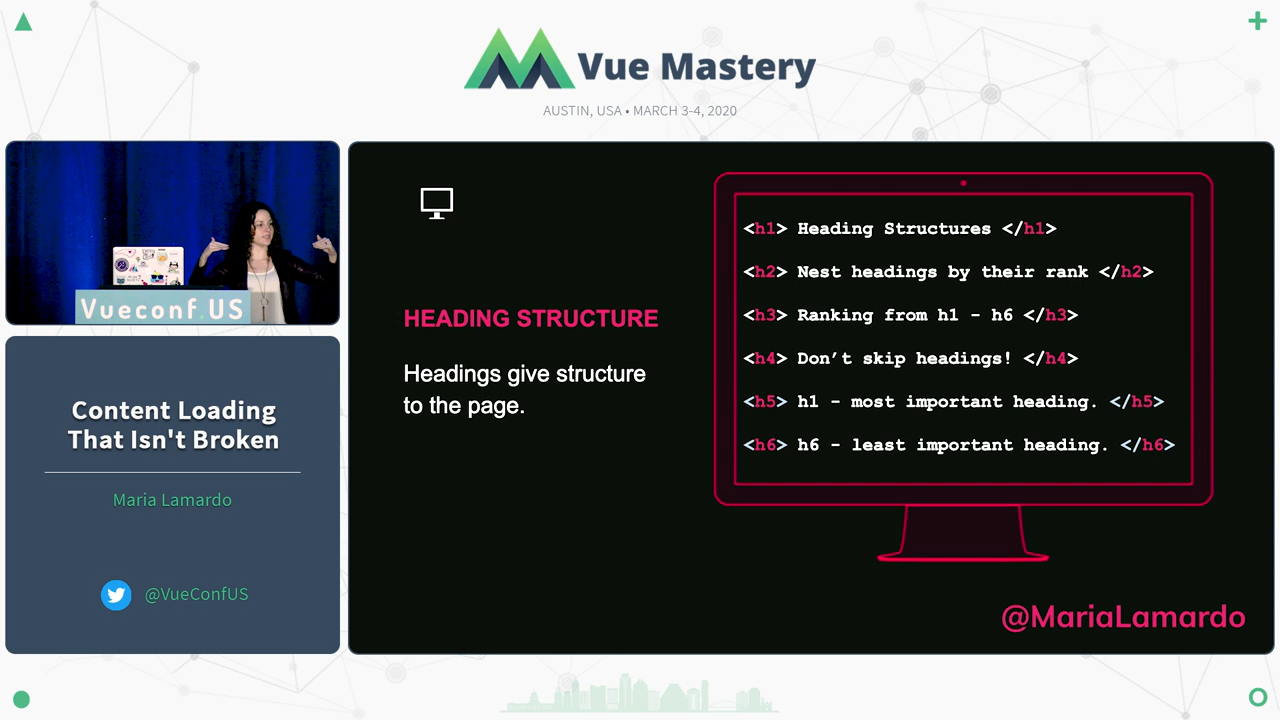 Vue Mastery
AUSTIN, USA • MARCH 3-4, 2020
Vueconf.US
Content Loading
That Isn't Broken
Maria Lamardo
@VueConfUS
HEADING STRUCTURE
Headings give structure
to the page.
<h1> Heading Structures </h1>
<h2> Nest headings by their rank </h2>
<h3> Ranking from h1 - h6 </h3>
<h4> Don’t skip headings! </h4>
<h5> h1 - most important heading. </h5>
<h6> h6 - least important heading. </h6>
@MariaLamardo